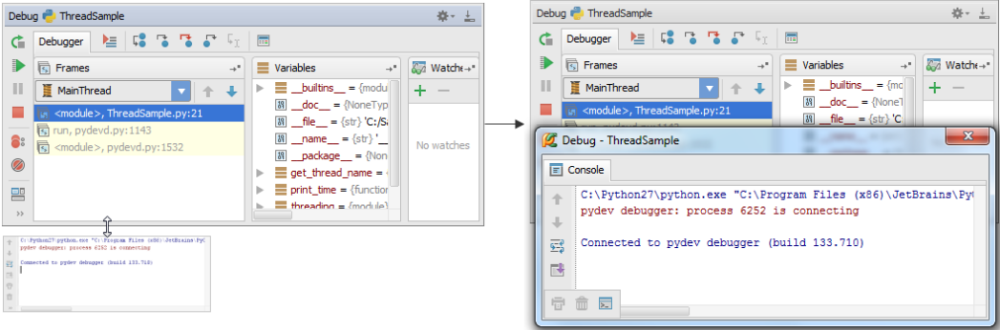 Debug ThreadSample
Debugger
Frames
MainThread
<module>, ThreadSample.py:21
run, pydevd.py:1143
<module>, pydevd.py:1532
Variables
__builtins__ = {modu
__doc__ = {NoneTyp
__file__ = {str} 'C:/Sa
__name__ = {str} '_
__package__ = {Non
get_thread_name =
print_time = {function
threading = {module}
Watche
No watches
C:\Python27\python.exe "C:\Program Files (x86)\JetBrains\PyC
pydev debugger: process 6252 is connecting
Connected to pydev debugger (build 133.710)
Debug ThreadSample
Debugger
Frames
MainThread
<module>, ThreadSample.py:21
Variables
__builtins__ = {mo
__doc__ = {NoneT
__file__ = {str} 'C
Watche
Debug - ThreadSample
Console
C:\Python27\python.exe "C:\Program Files (x86)\JetBrains\Py
pydev debugger: process 6252 is connecting
Connected to pydev debugger (build 133.710)